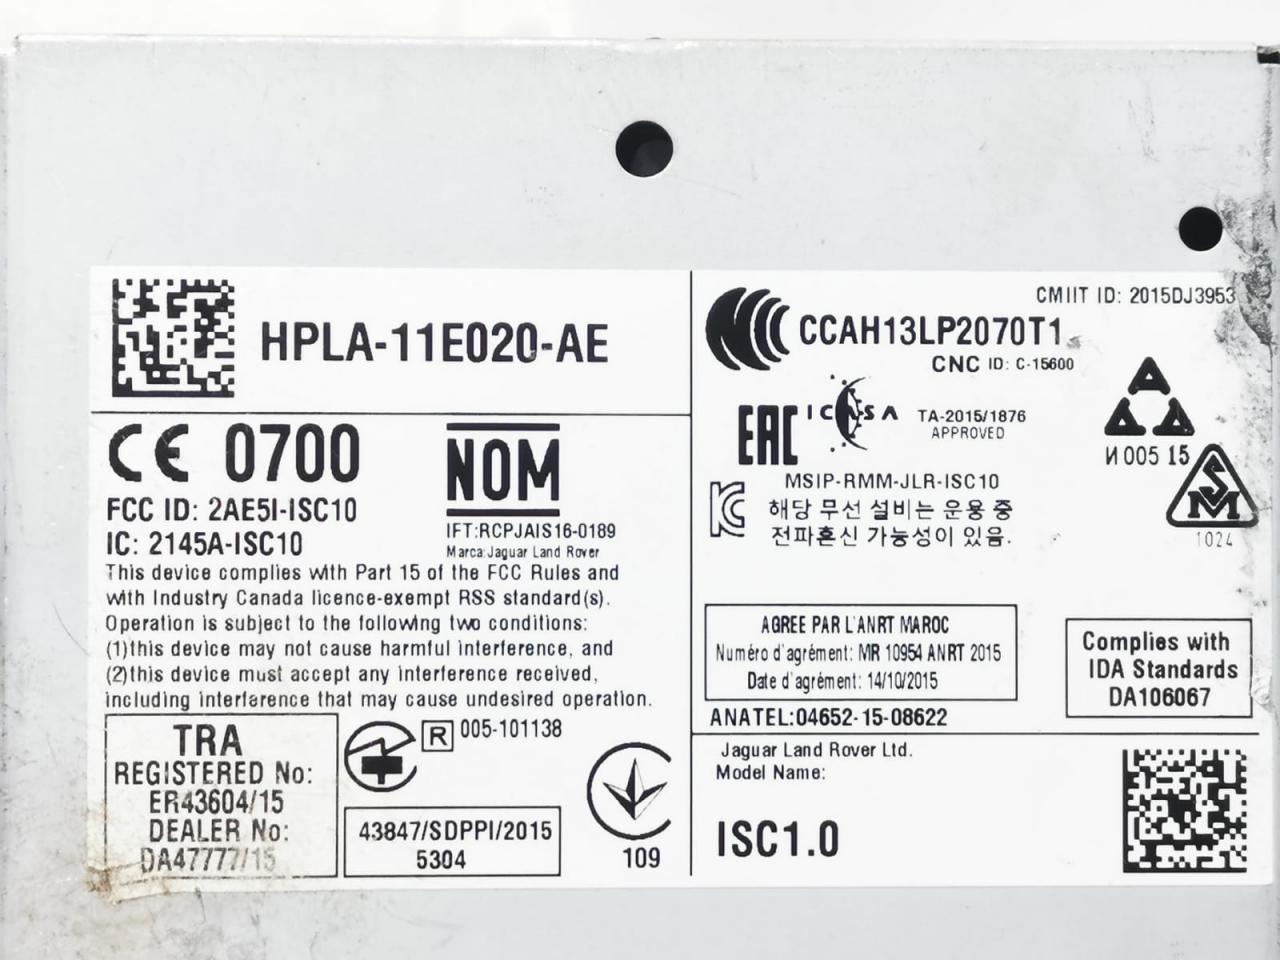 HPLA-11E020-AE
CE 0700
FCC ID: 2AE5I-ISC10
IC: 2145A-ISC10
NOM
IFT:RCPJAIS16-0189
Marca:Jaguar Land Rover
This device complies with Part 15 of the FCC Rules and
with Industry Canada licence-exempt RSS standard(s).
Operation is subject to the following two conditions:
(1)this device may not cause harmful interference, and
(2)this device must accept any interference received,
including interference that may cause undesired operation.
TRA
REGISTERED No:
ER43604/15
DEALER No:
DA47777/15
R 005-101138
43847/SDPPI/2015
5304
109
CMIIT ID: 2015DJ3953
CCAH13LP2070T1
CNC ID: C-15600
EAC
ICASA
TA-2015/1876
APPROVED
И 005 15
SM
1024
MSIP-RMM-JLR-ISC10
해당 무선 설비는 운용 중
전파혼신 가능성이 있음.
AGREE PAR L'ANRT MAROC
Numéro d'agrément: MR 10954 ANRT 2015
Date d'agrément: 14/10/2015
Complies with
IDA Standards
DA106067
ANATEL:04652-15-08622
Jaguar Land Rover Ltd.
Model Name:
ISC1.0